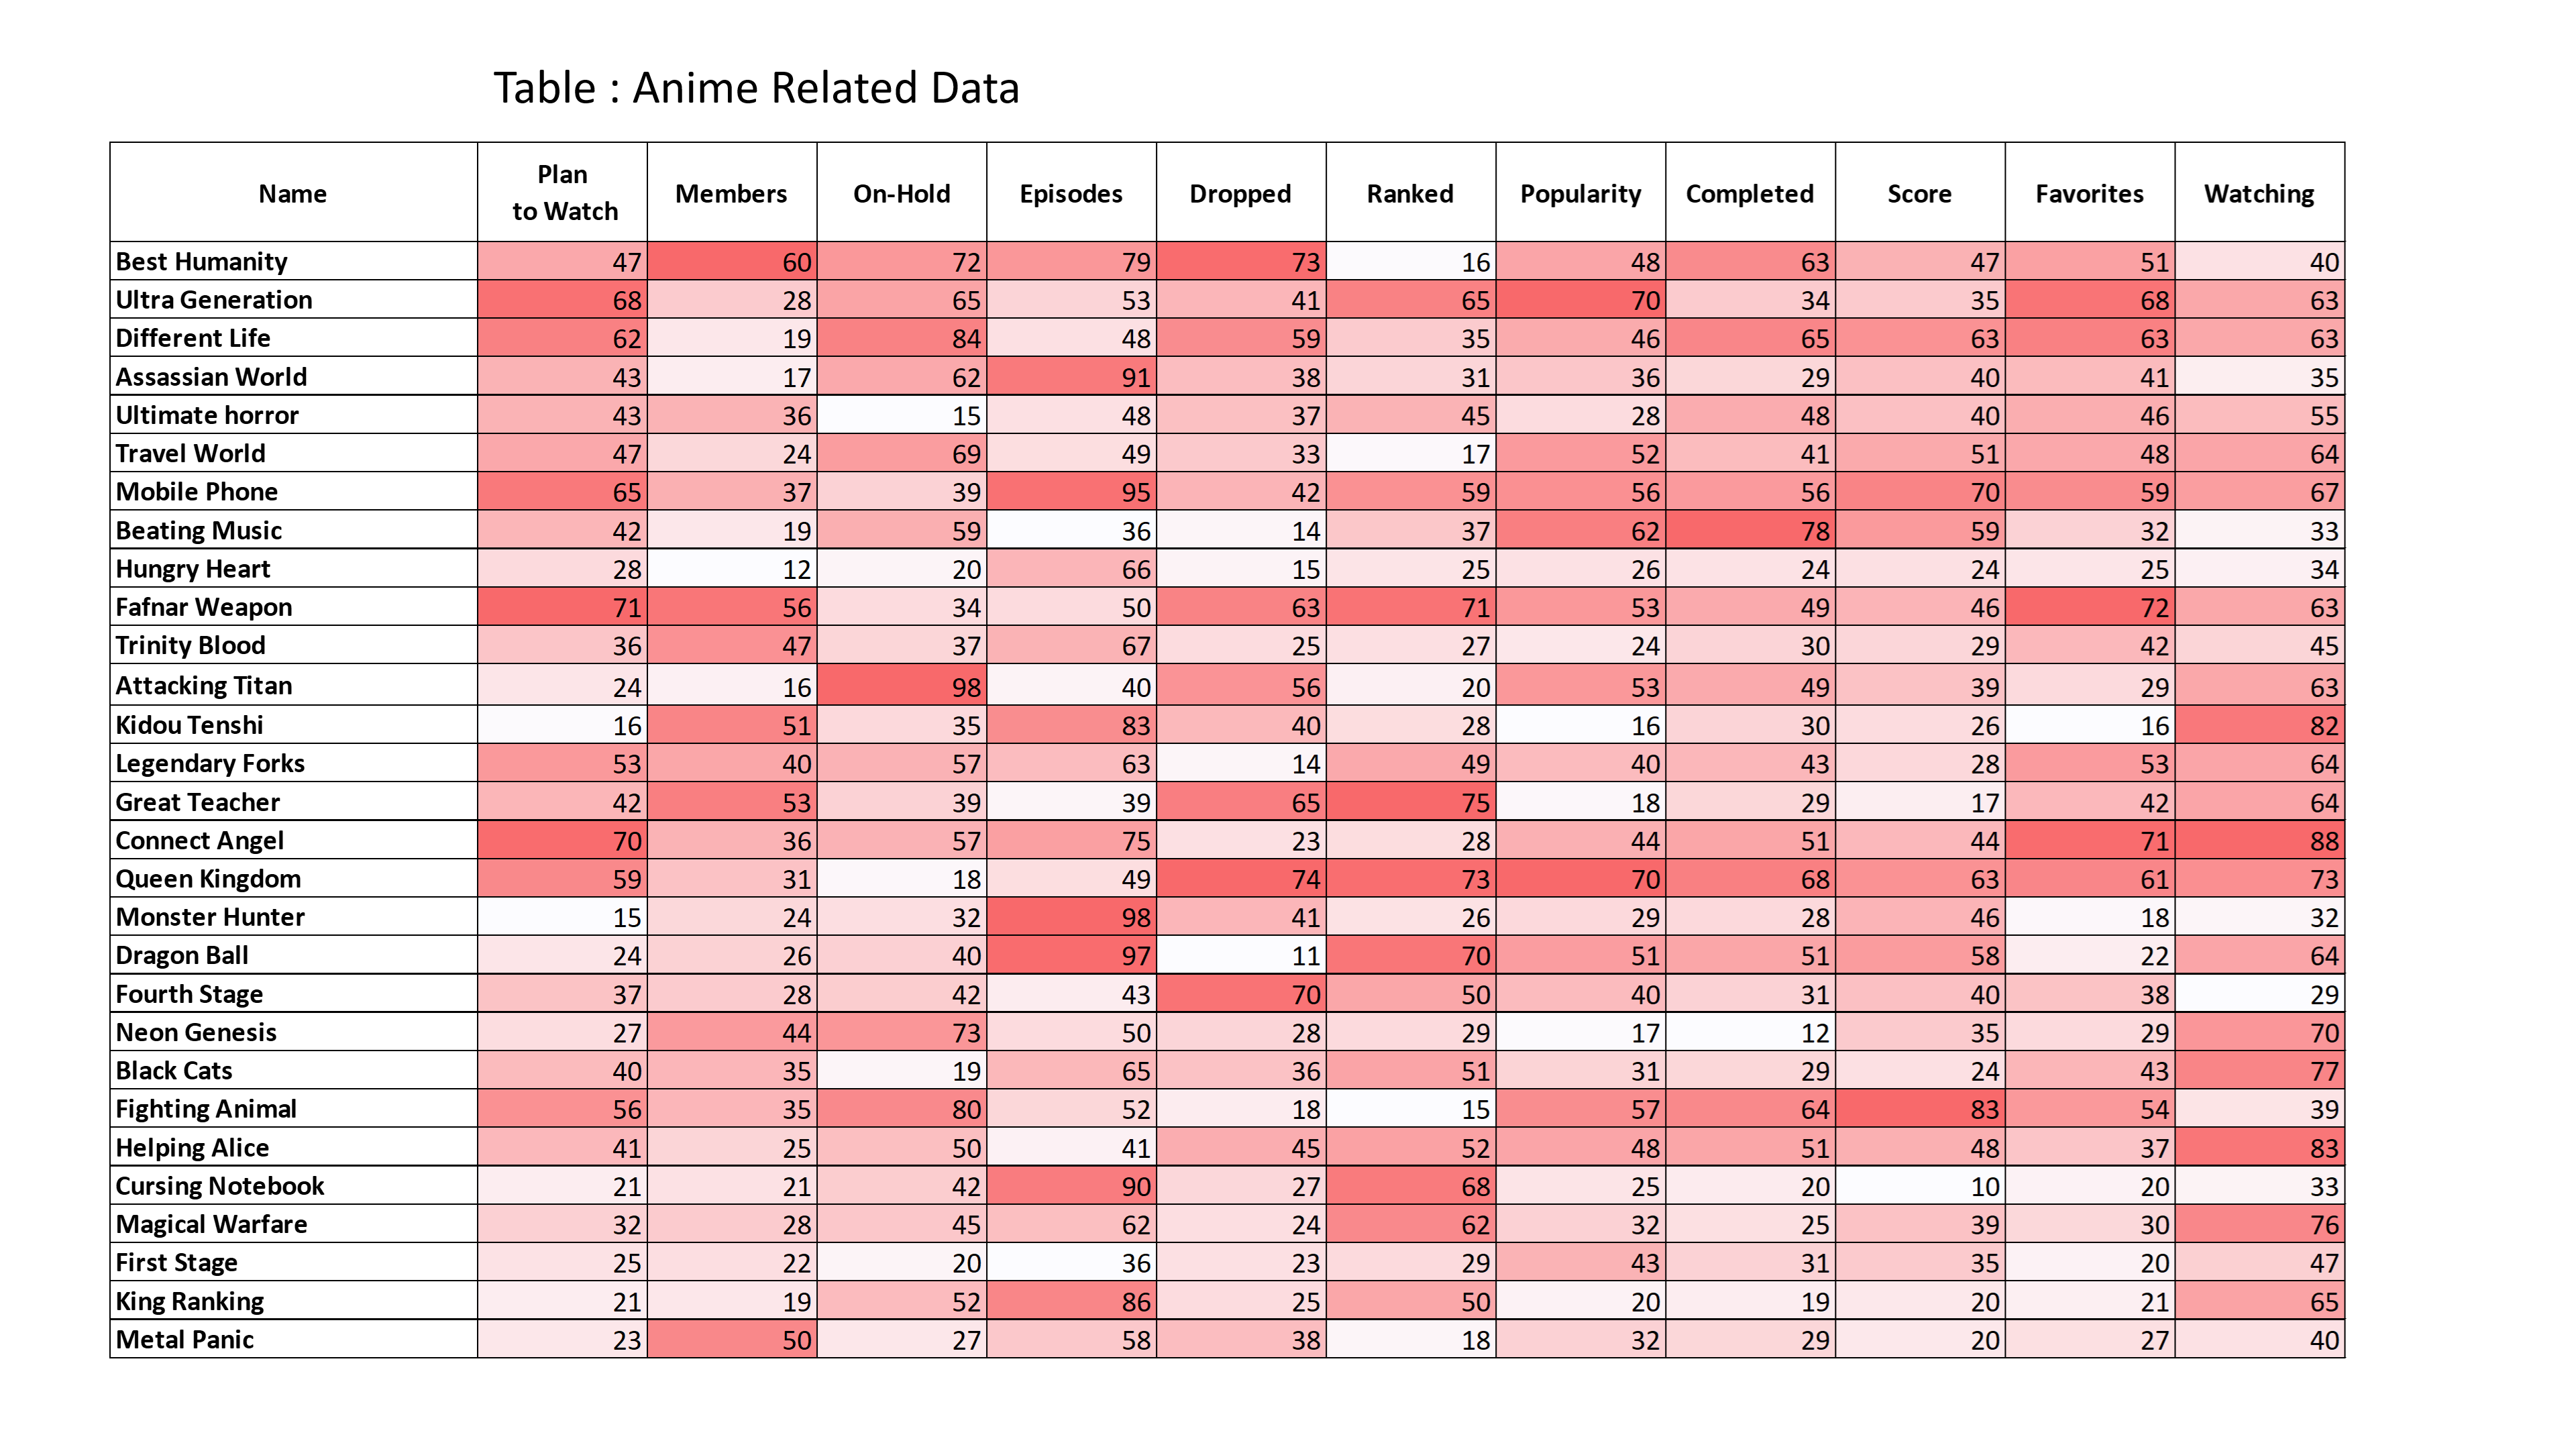 Table : Anime Related Data
Name Plan to Watch Members On-Hold Episodes Dropped Ranked Popularity Completed Score Favorites Watching
Best Humanity 47 60 72 79 73 16 48 63 47 51 40
Ultra Generation 68 28 65 53 41 65 70 34 35 68 63
Different Life 62 19 84 48 59 35 46 65 63 63 63
Assassian World 43 17 62 91 38 31 36 29 40 41 35
Ultimate horror 43 36 15 48 37 45 28 48 40 46 55
Travel World 47 24 69 49 33 17 52 41 51 48 64
Mobile Phone 65 37 39 95 42 59 56 56 70 59 67
Beating Music 42 19 59 36 14 37 62 78 59 32 33
Hungry Heart 28 12 20 66 15 25 26 24 24 25 34
Fafnar Weapon 71 56 34 50 63 71 53 49 46 72 63
Trinity Blood 36 47 37 67 25 27 24 30 29 42 45
Attacking Titan 24 16 98 40 56 20 53 49 39 29 63
Kidou Tenshi 16 51 35 83 40 28 16 30 26 16 82
Legendary Forks 53 40 57 63 14 49 40 43 28 53 64
Great Teacher 42 53 39 39 65 75 18 29 17 42 64
Connect Angel 70 36 57 75 23 28 44 51 44 71 88
Queen Kingdom 59 31 18 49 74 73 70 68 63 61 73
Monster Hunter 15 24 32 98 41 26 29 28 46 18 32
Dragon Ball 24 26 40 97 11 70 51 51 58 22 64
Fourth Stage 37 28 42 43 70 50 40 31 40 38 29
Neon Genesis 27 44 73 50 28 29 17 12 35 29 70
Black Cats 40 35 19 65 36 51 31 29 24 43 77
Fighting Animal 56 35 80 52 18 15 57 64 83 54 39
Helping Alice 41 25 50 41 45 52 48 51 48 37 83
Cursing Notebook 21 21 42 90 27 68 25 20 10 20 33
Magical Warfare 32 28 45 62 24 62 32 25 39 30 76
First Stage 25 22 20 36 23 29 43 31 35 20 47
King Ranking 21 19 52 86 25 50 20 19 20 21 65
Metal Panic 23 50 27 58 38 18 32 29 20 27 40